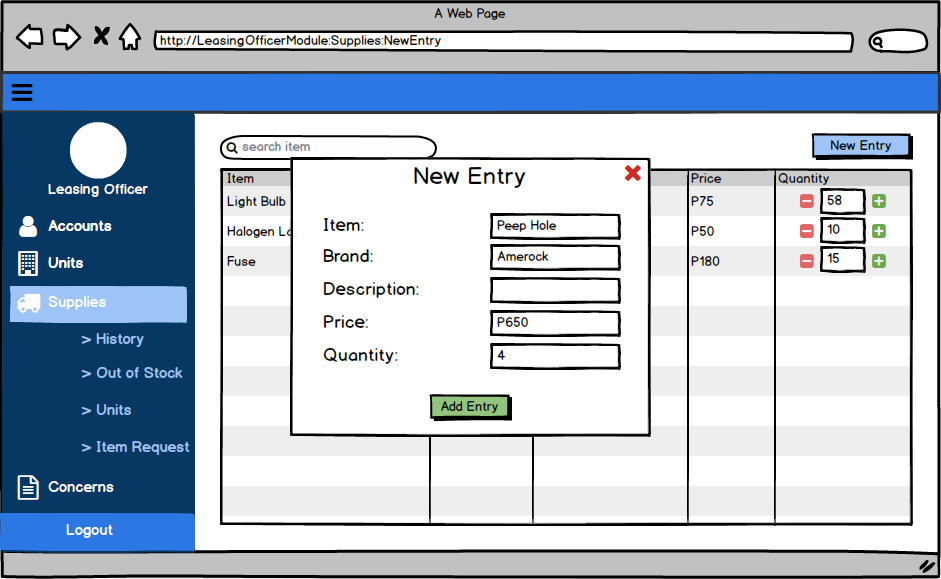 A Web Page
http://LeasingOfficerModule:Supplies:NewEntry
Leasing Officer
Accounts
Units
Supplies
> History
> Out of Stock
> Units
> Item Request
Concerns
Logout
search item
New Entry
Item
Price
Quantity
Light Bulb
P75
58
Halogen
P50
10
Fuse
P180
15
New Entry
Item:
Peep Hole
Brand:
Amerock
Description:
Price:
P650
Quantity:
4
Add Entry